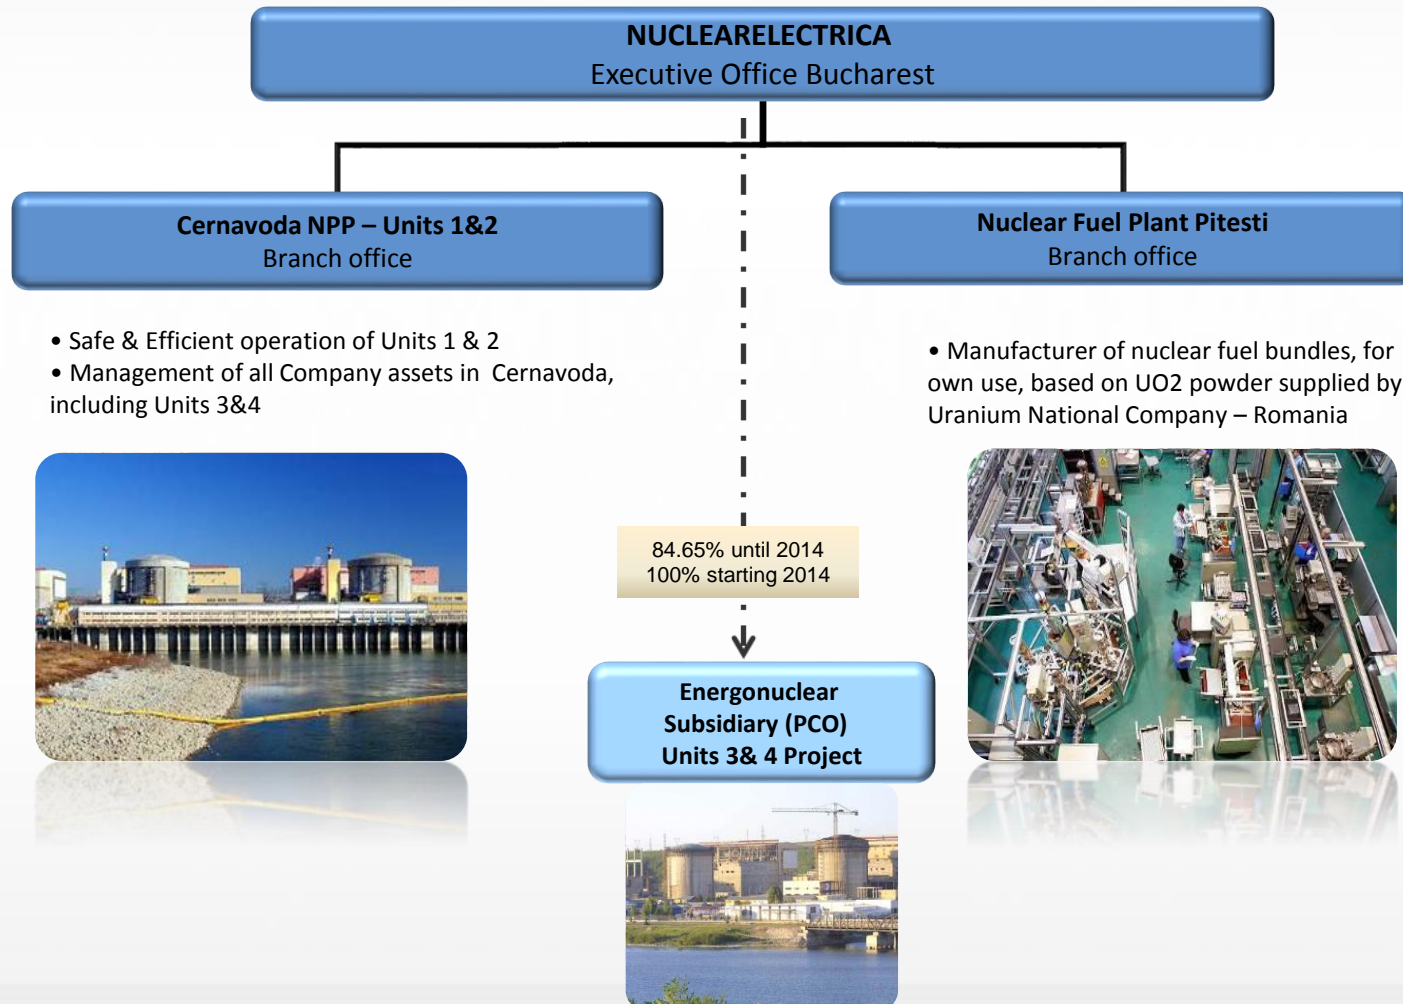 NUCLEARELECTRICA
Executive Office Bucharest
Cernavoda NPP – Units 1&2
Branch office
Nuclear Fuel Plant Pitesti
Branch office
• Safe & Efficient operation of Units 1 & 2
• Management of all Company assets in  Cernavoda,
including Units 3&4
• Manufacturer of nuclear fuel bundles, for
own use, based on UO2 powder supplied by
Uranium National Company – Romania
84.65% until 2014
100% starting 2014
Energonuclear
Subsidiary (PCO)
Units 3& 4 Project